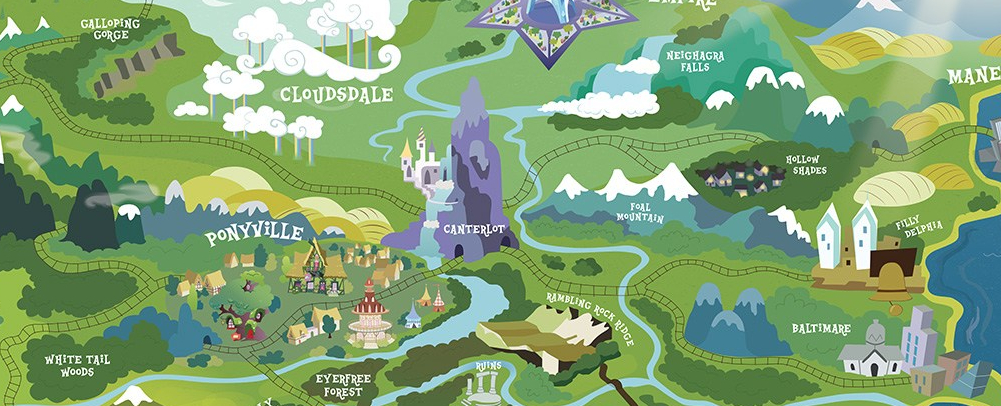 GALLOPING
GORGE
EMPIRE
NEIGHAGRA
FALLS
CLOUDSDALE
MANE
HOLLOW
SHADES
FOAL
MOUNTAIN
FILLY
DELPHIA
PONYVILLE
CANTERLOT
RAMBLING ROCK RIDGE
BALTIMARE
WHITE TAIL
WOODS
RUINS
EVERFREE
FOREST